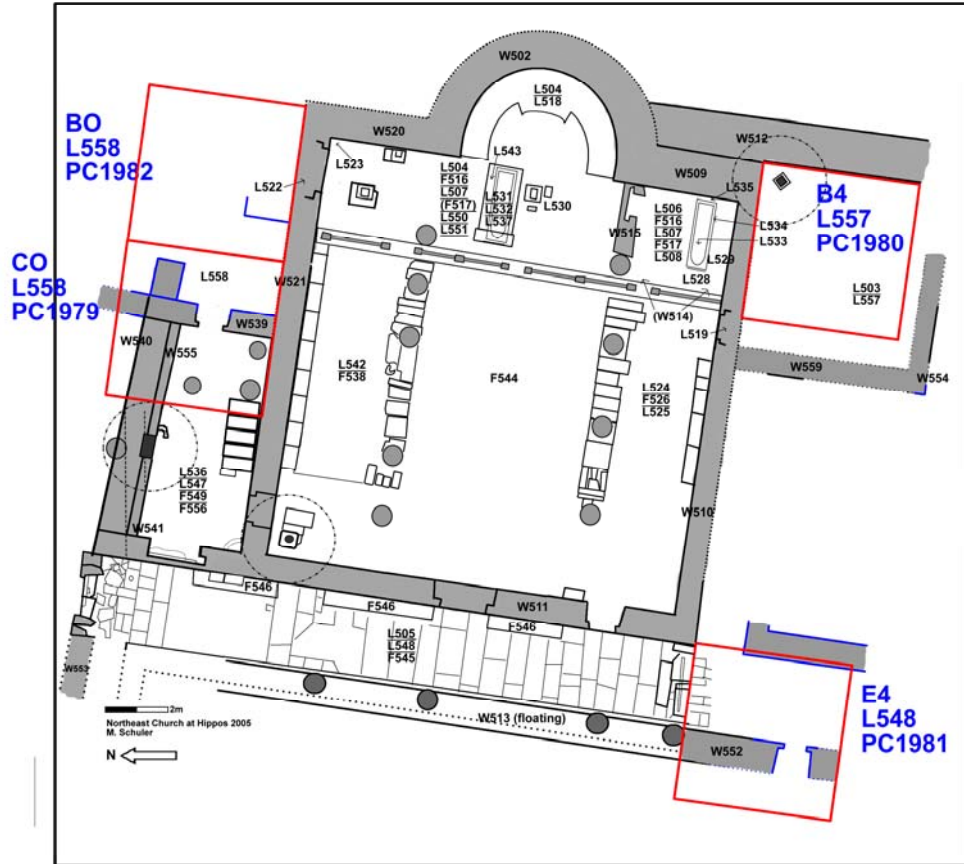 W502
L504
L518
BO
L558
PC1982
W520
W512
L523
L543
W509
L504
F516
L507
(F517)
L550
L551
L531
L532
L537
L530
L522
L535
B4
L557
PC1980
L506
F516
L507
F517
L508
L534
L533
W515
L529
CO
L558
PC1979
L558
W521
L528
(W514)
L503
L557
W539
W540
W555
L519
L542
F538
F544
L524
F526
L525
W559
W554
L536
L547
F549
F556
W541
W510
F546
F546
W511
F546
L505
L548
F545
W553
2m
Northeast Church at Hippos 2005
M. Schuler
N
W513 (floating)
W552
E4
L548
PC1981